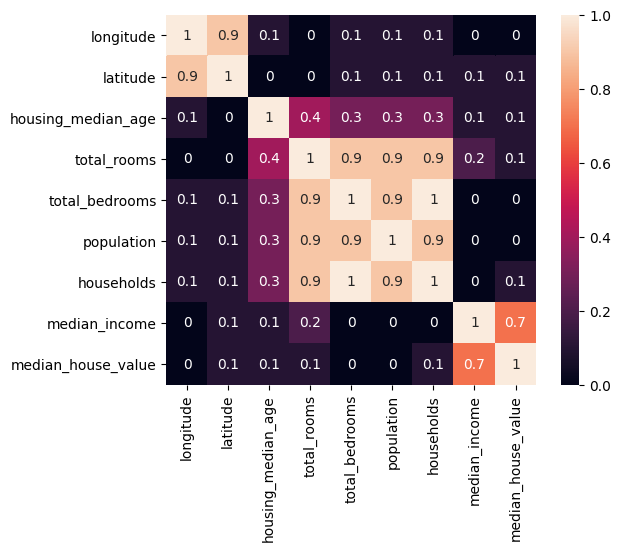 longitude 1 0.9 0.1 0 0.1 0.1 0.1 0 0
latitude 0.9 1 0 0 0.1 0.1 0.1 0.1 0.1
housing_median_age 0.1 0 1 0.4 0.3 0.3 0.3 0.1 0.1
total_rooms 0 0 0.4 1 0.9 0.9 0.9 0.2 0.1
total_bedrooms 0.1 0.1 0.3 0.9 1 0.9 1 0 0
population 0.1 0.1 0.3 0.9 0.9 1 0.9 0 0
households 0.1 0.1 0.3 0.9 1 0.9 1 0 0.1
median_income 0 0.1 0.1 0.2 0 0 0 1 0.7
median_house_value 0 0.1 0.1 0.1 0 0 0.1 0.7 1
longitude
latitude
housing_median_age
total_rooms
total_bedrooms
population
households
median_income
median_house_value
1.0
0.8
0.6
0.4
0.2
0.0